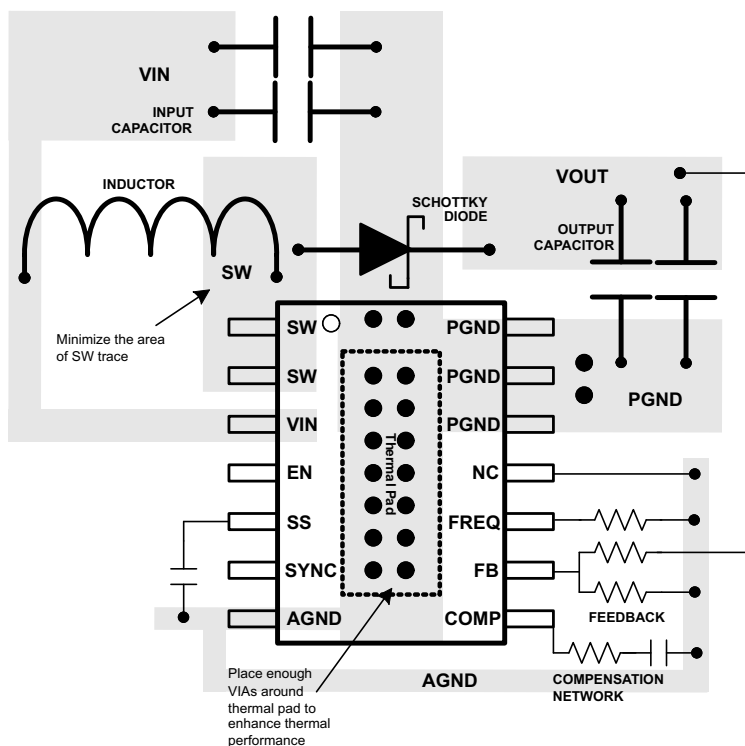 VIN
INPUT
CAPACITOR
INDUCTOR
SCHOTTKY
DIODE
VOUT
OUTPUT
CAPACITOR
SW
Minimize the area
of SW trace
SW
PGND
SW
PGND
PGND
VIN
PGND
EN
NC
SS
FREQ
SYNC
FB
AGND
COMP
Thermal Pad
FEEDBACK
Place enough
VIAs around
thermal pad to
enhance thermal
performance
AGND
COMPENSATION
NETWORK